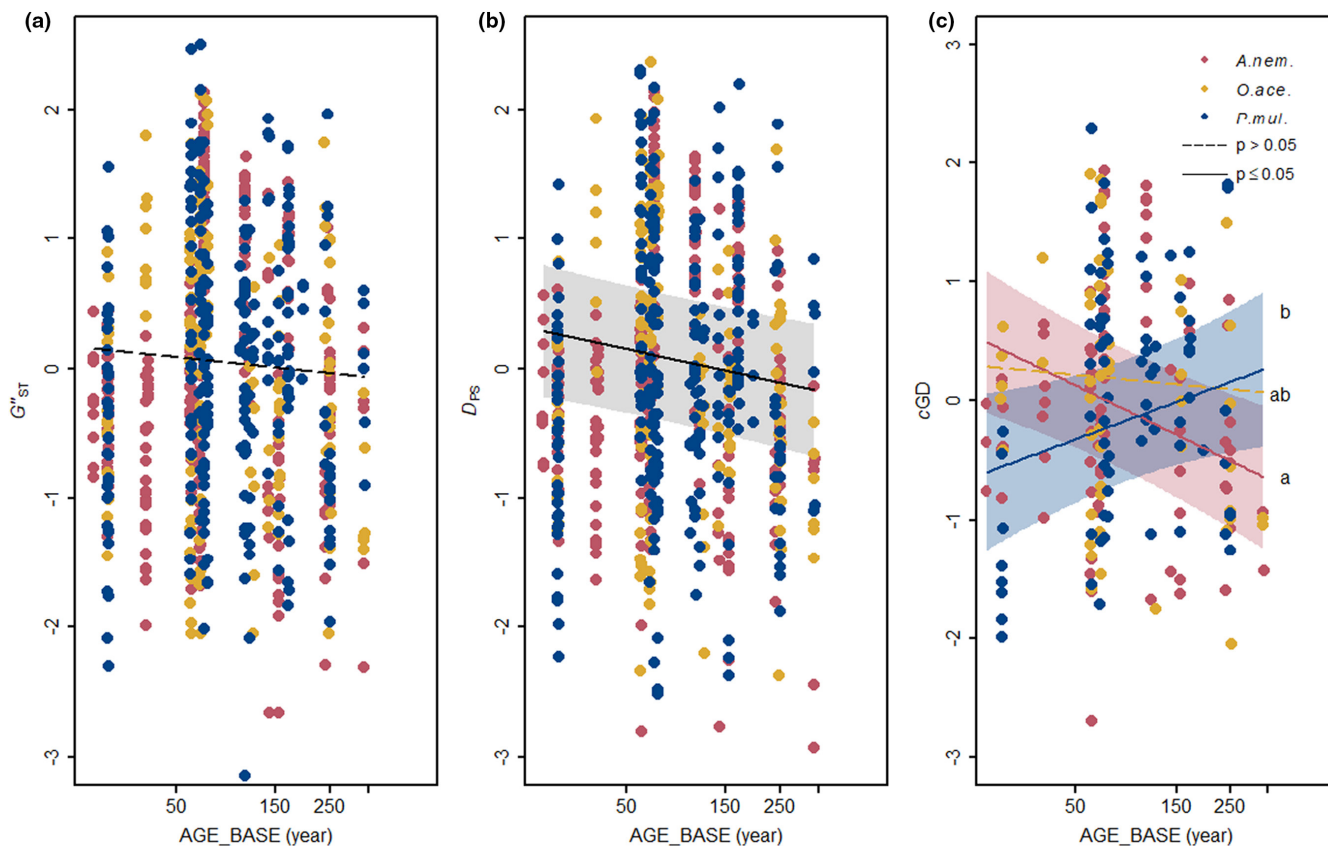 (a)
G″ST
2
1
0
-1
-2
-3
50
150
250
AGE_BASE (year)
(b)
DPS
2
1
0
-1
-2
-3
50
150
250
AGE_BASE (year)
(c)
cGD
3
2
1
0
-1
-2
-3
A.nem.
O.ace.
P.mul.
p > 0.05
p ≤ 0.05
b
ab
a
50
150
250
AGE_BASE (year)